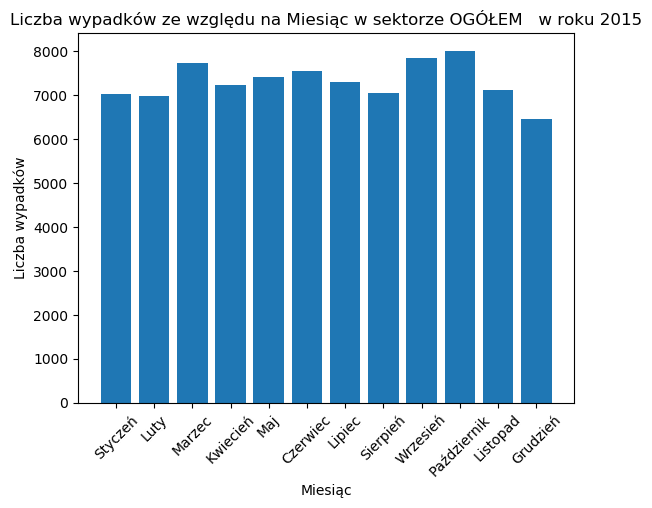 Liczba wypadków ze względu na Miesiąc w sektorze OGÓŁEM   w roku 2015
8000
7000
6000
5000
4000
3000
2000
1000
0
Liczba wypadków
Styczeń
Luty
Marzec
Kwiecień
Maj
Czerwiec
Lipiec
Sierpień
Wrzesień
Październik
Listopad
Grudzień
Miesiąc